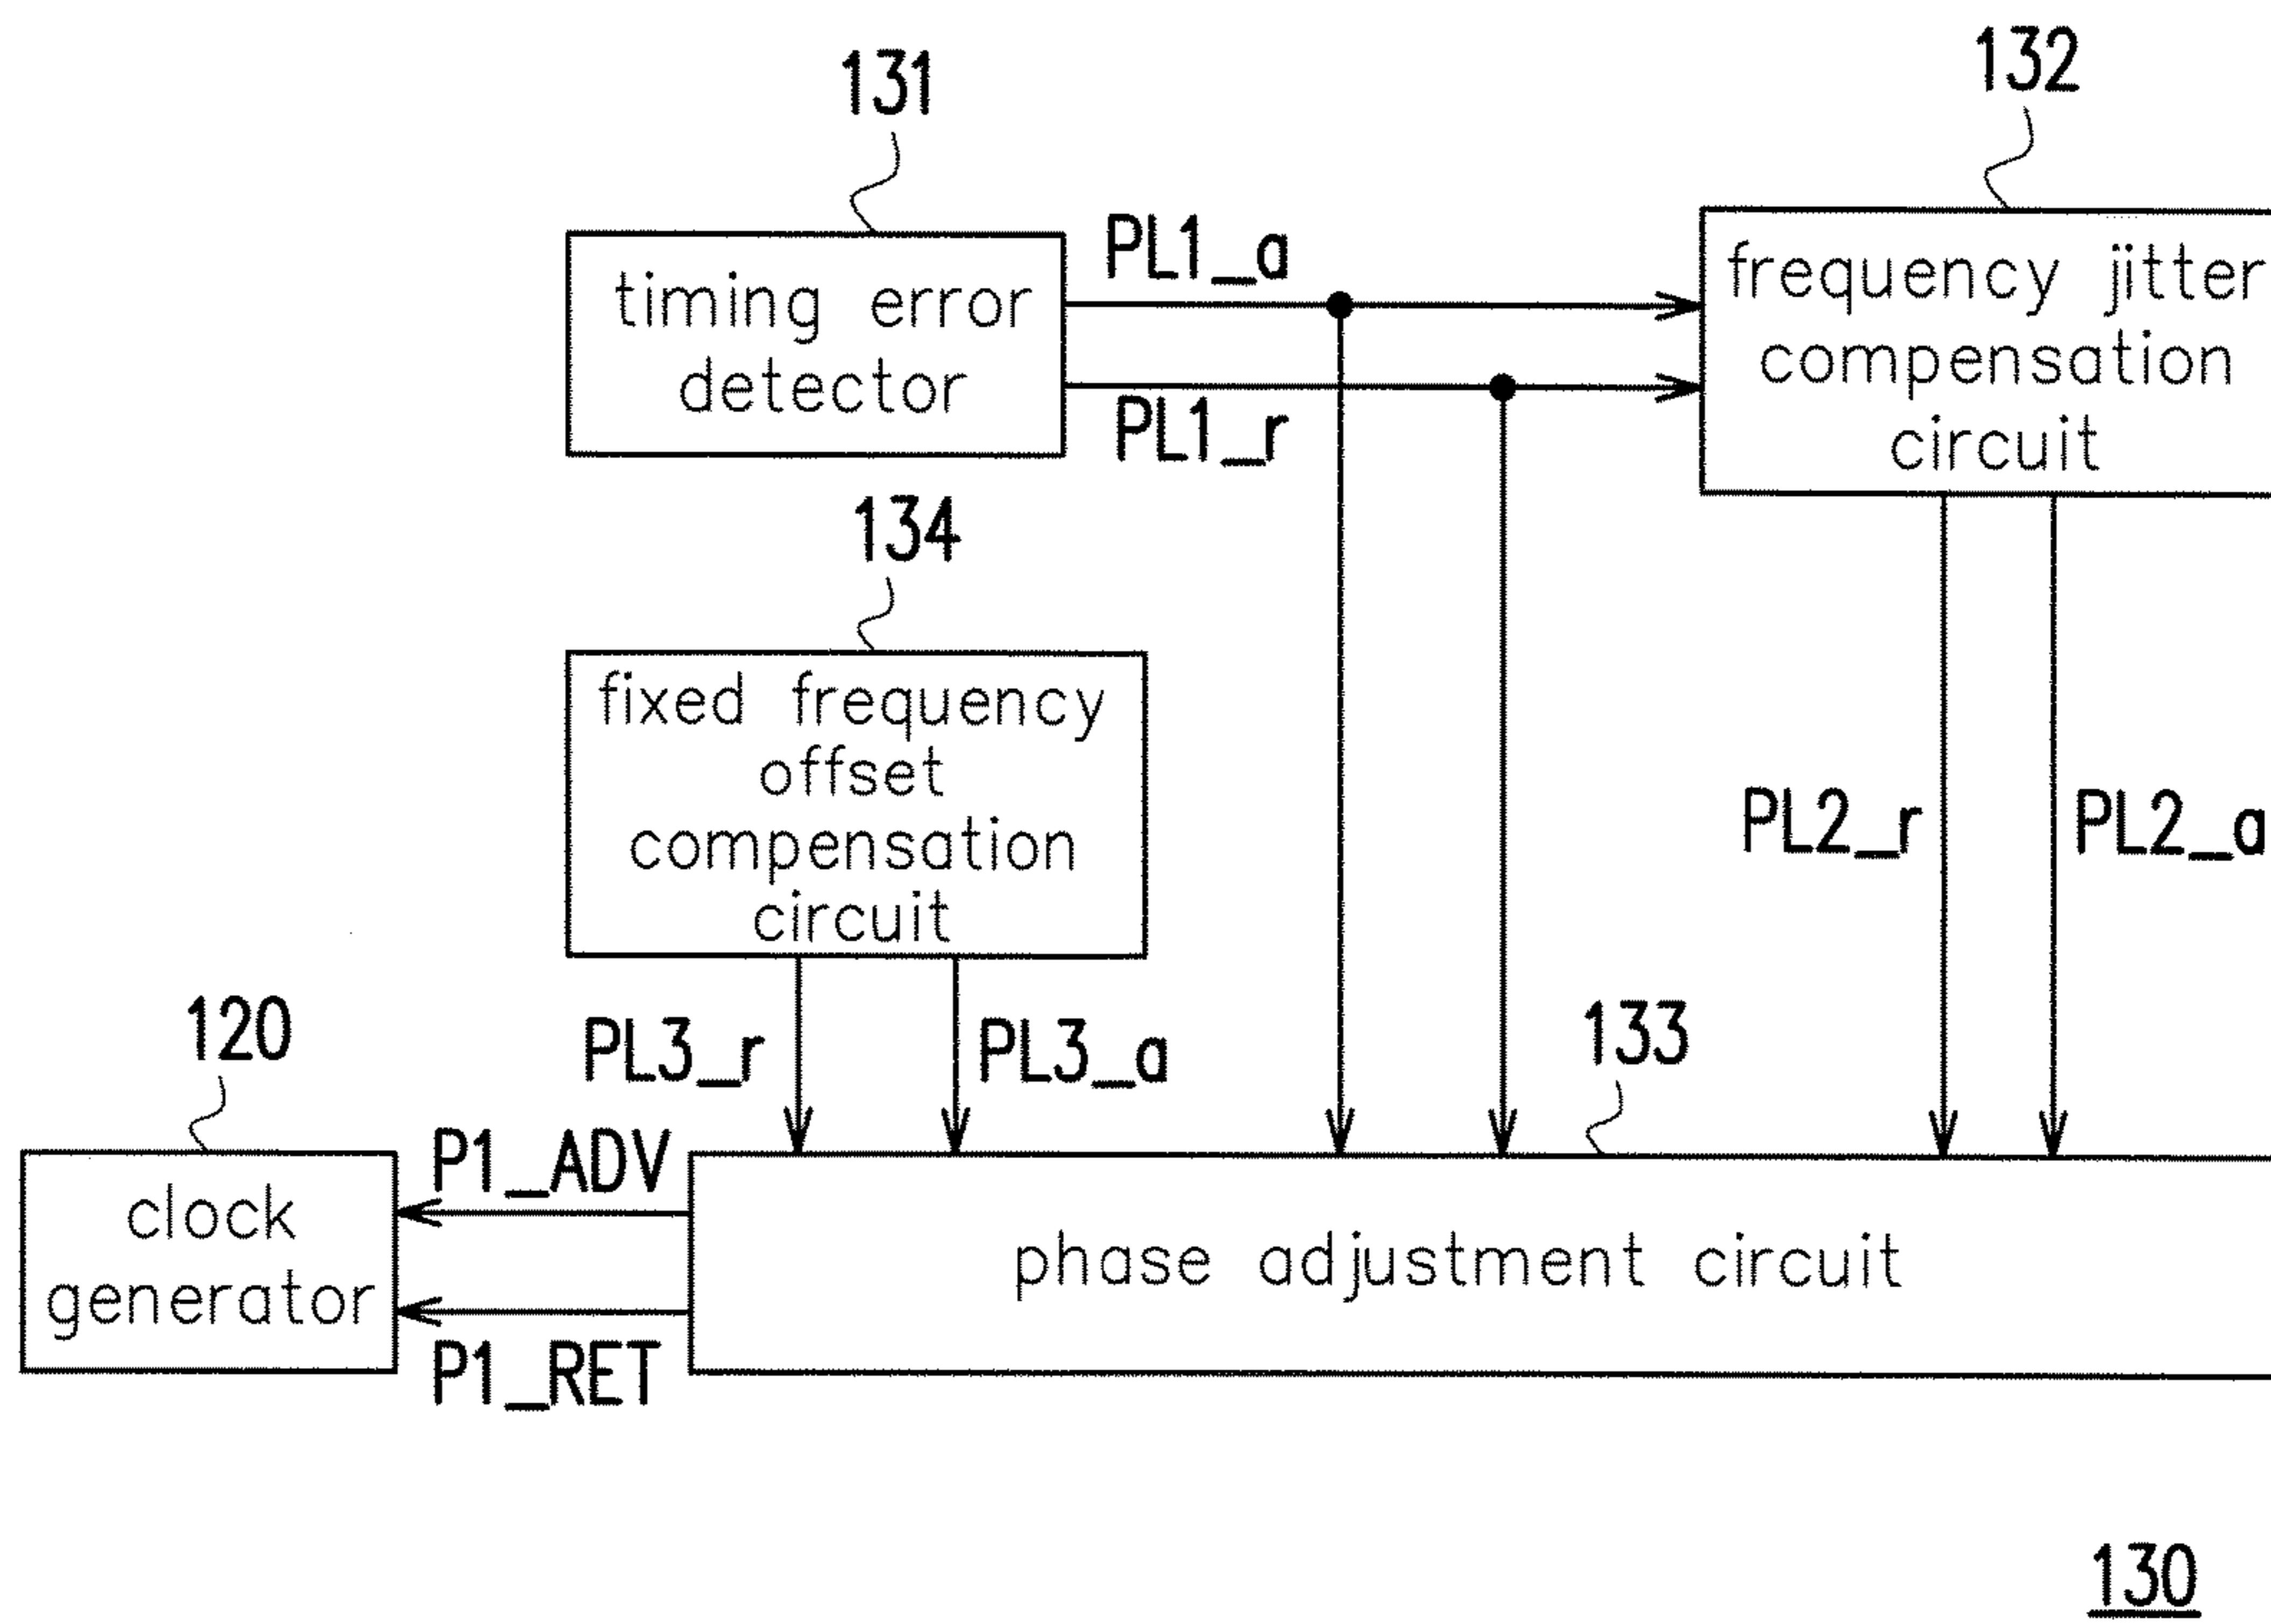 131
132
PL1_a
timing error
detector
PL1_r
frequency jitter
compensation
circuit
134
fixed frequency
offset
compensation
circuit
PL2_r
PL2_a
120
PL3_r
PL3_a
133
P1_ADV
clock
generator
P1_RET
phase adjustment circuit
130